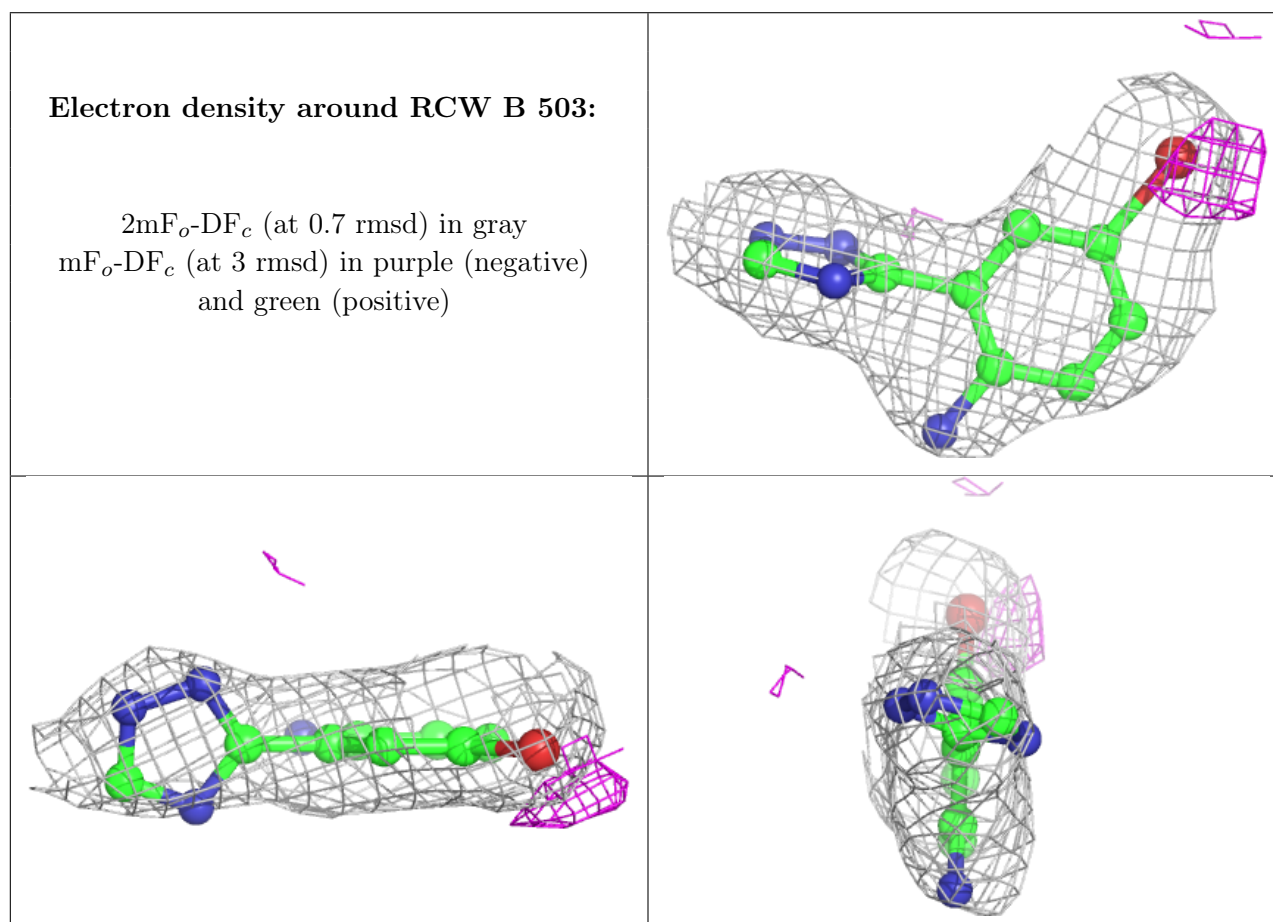 Electron density around RCW B 503:
2mFo-DFc (at 0.7 rmsd) in gray
mFo-DFc (at 3 rmsd) in purple (negative)
and green (positive)